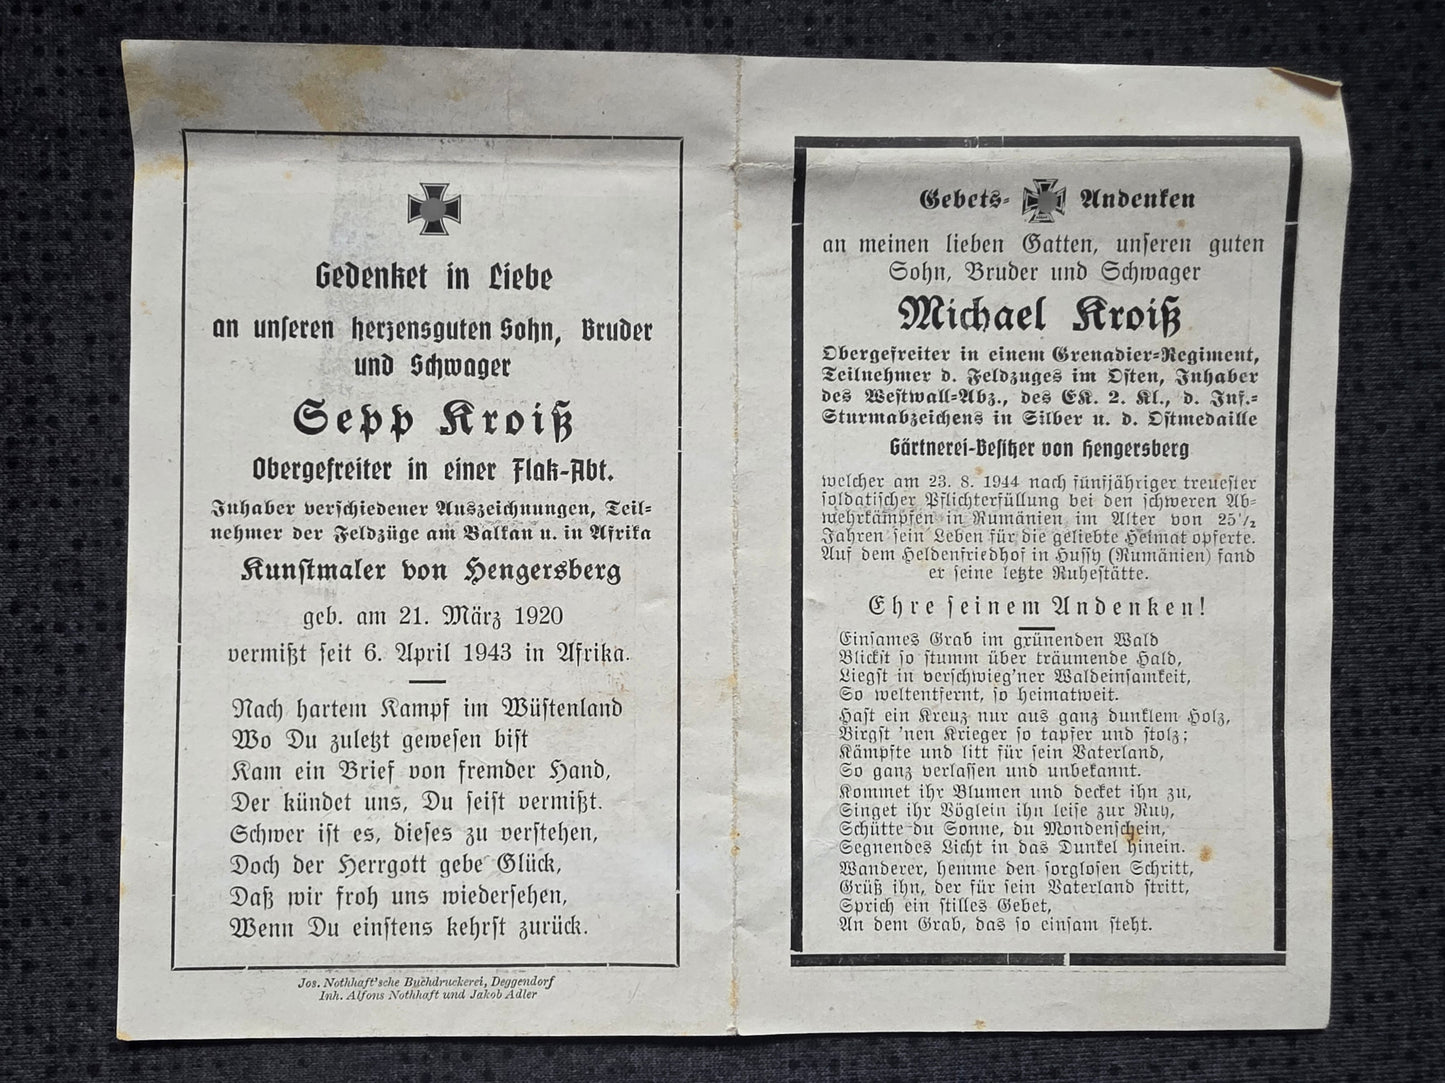 Gedenket in Liebe
an unseren herzensguten Sohn, Bruder
und Schwager
Sepp Kroiß
Obergefreiter in einer Flak-Abt.
Inhaber verschiedener Auszeichnungen, Teil-
nehmer der Feldzüge am Balkan u. in Afrika
Kunstmaler von Hengersberg
geb. am 21. März 1920
vermißt seit 6. April 1943 in Afrika.
Nach hartem Kampf im Wüstenland
Wo Du zuletzt gewesen bist
Kam ein Brief von fremder Hand,
Der kündet uns, Du seist vermißt.
Schwer ist es, dieses zu verstehen,
Doch der Herrgott gebe Glück,
Daß wir froh uns wiedersehen,
Wenn Du einstens kehrst zurück.
Jos. Nothhaft'sche Buchdruckerei, Deggendorf
Inh. Alfons Nothhaft und Jakob Adler
Gebets- Andenken
an meinen lieben Gatten, unseren guten
Sohn, Bruder und Schwager
Michael Kroiß
Obergefreiter in einem Grenadier-Regiment,
Teilnehmer d. Feldzuges im Osten, Inhaber
des Westwall-Abz., des EK. 2. Kl., d. Inf.-
Sturmabzeichens in Silber u. d. Ostmedaille
Gärtnerei-Besitzer von Hengersberg
welcher am 23. 8. 1944 nach fünfjähriger treuester
soldatischer Pflichterfüllung bei den schweren Ab-
wehrkämpfen in Rumänien im Alter von 25 1/2
Jahren sein Leben für die geliebte Heimat opferte.
Auf dem Heldenfriedhof in Hussy (Rumänien) fand
er seine letzte Ruhestätte.
Ehre seinem Andenken!
Einsames Grab im grünenden Wald
Blickst so stumm über träumende Hald,
Liegst in verschwieg'ner Waldeinsamkeit,
So weltentfernt, so heimatweit.
Hast ein Kreuz nur aus ganz dunklem Holz,
Birgst 'nen Krieger so tapfer und stolz;
Kämpfte und litt für sein Vaterland,
So ganz verlassen und unbekannt.
Kommet ihr Blumen und decket ihn zu,
Singet ihr Vöglein ihn leise zur Ruh,
Schütte du Sonne, du Mondenschein,
Segnendes Licht in das Dunkel hinein.
Wanderer, hemme den sorglosen Schritt,
Grüß ihn, der für sein Vaterland stritt,
Sprich ein stilles Gebet,
An dem Grab, das so einsam steht.